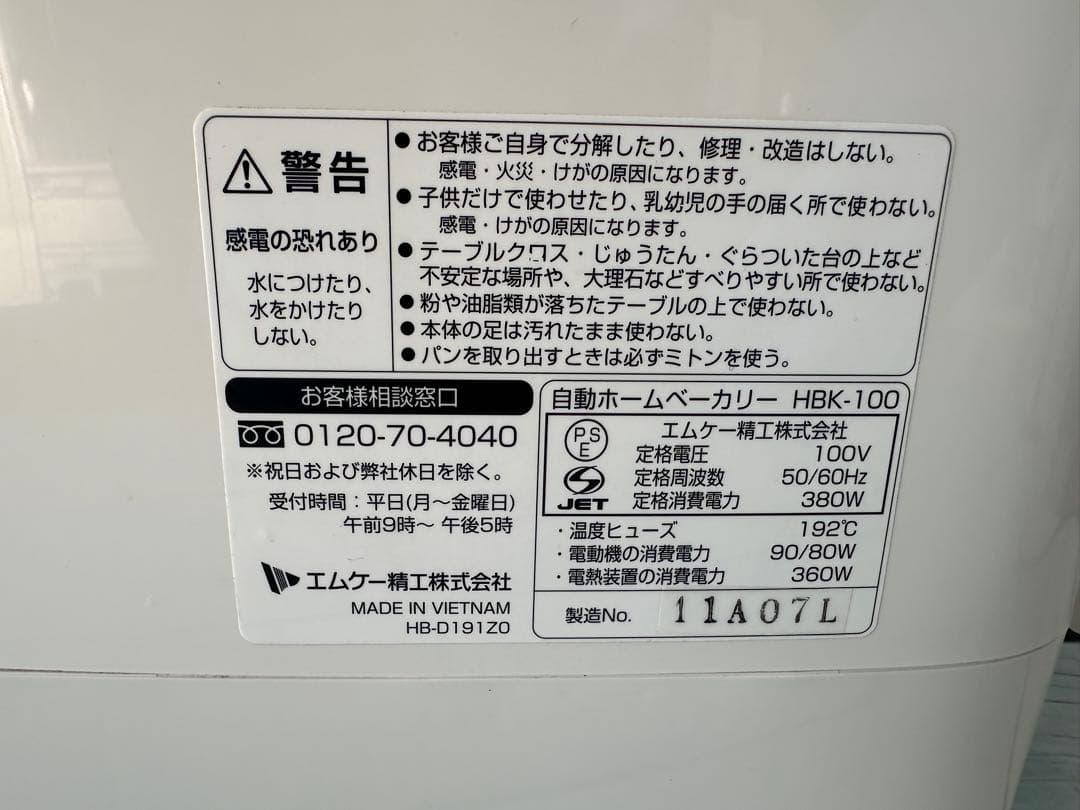 警告
感電の恐れあり
水につけたり、
水をかけたり
しない。
● お客様ご自身で分解したり、修理・改造はしない。
感電・火災・けがの原因になります。
● 子供だけで使わせたり、乳幼児の手の届く所で使わない。
感電・けがの原因になります。
● テーブルクロス・じゅうたん・ぐらついた台の上など
不安定な場所や、大理石などすべりやすい所で使わない。
● 粉や油脂類が落ちたテーブルの上で使わない。
● 本体の足は汚れたまま使わない。
● パンを取り出すときは必ずミトンを使う。
お客様相談窓口
0120-70-4040
※祝日および弊社休日を除く。
受付時間：平日(月～金曜日)
午前9時～ 午後5時
エムケー精工株式会社
MADE IN VIETNAM
HB-D191Z0
自動ホームベーカリー HBK-100
PSE
JET
エムケー精工株式会社
定格電圧 100V
定格周波数 50/60Hz
定格消費電力 380W
・温度ヒューズ 192℃
・電動機の消費電力 90/80W
・電熱装置の消費電力 360W
製造No. 11A07L